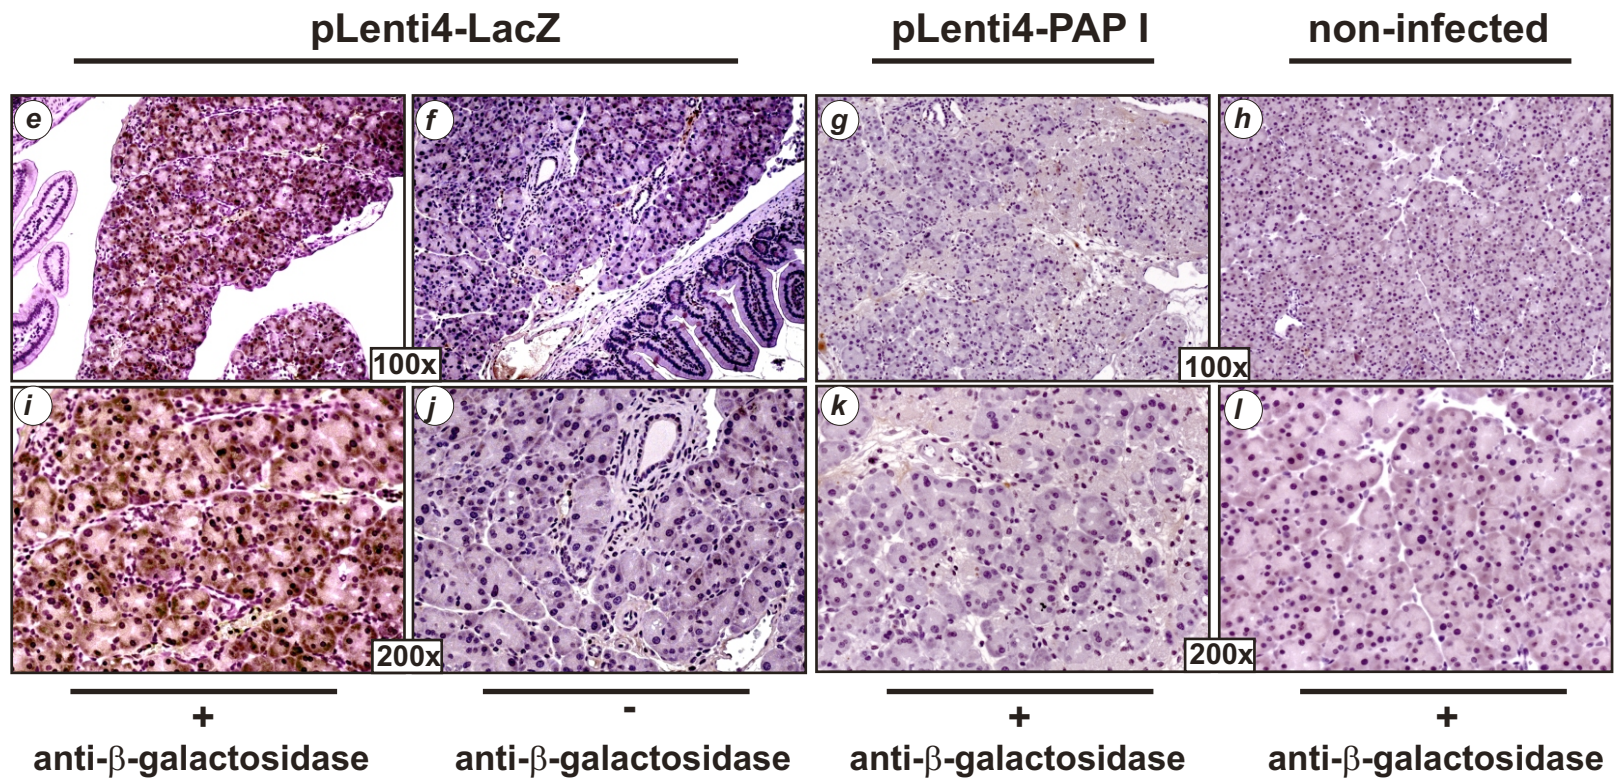 pLenti4-LacZ
pLenti4-PAP I
non-infected
e
f
g
h
100x
100x
i
j
k
l
200x
200x
+
-
+
+
anti-β-galactosidase
anti-β-galactosidase
anti-β-galactosidase
anti-β-galactosidase